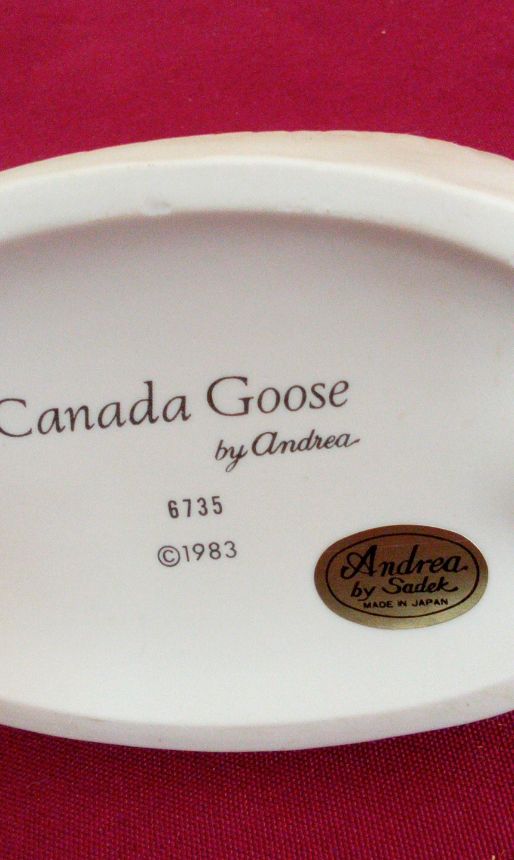 Canada Goose
by Andrea
6735
©1983
Andrea
by Sadek
MADE IN JAPAN